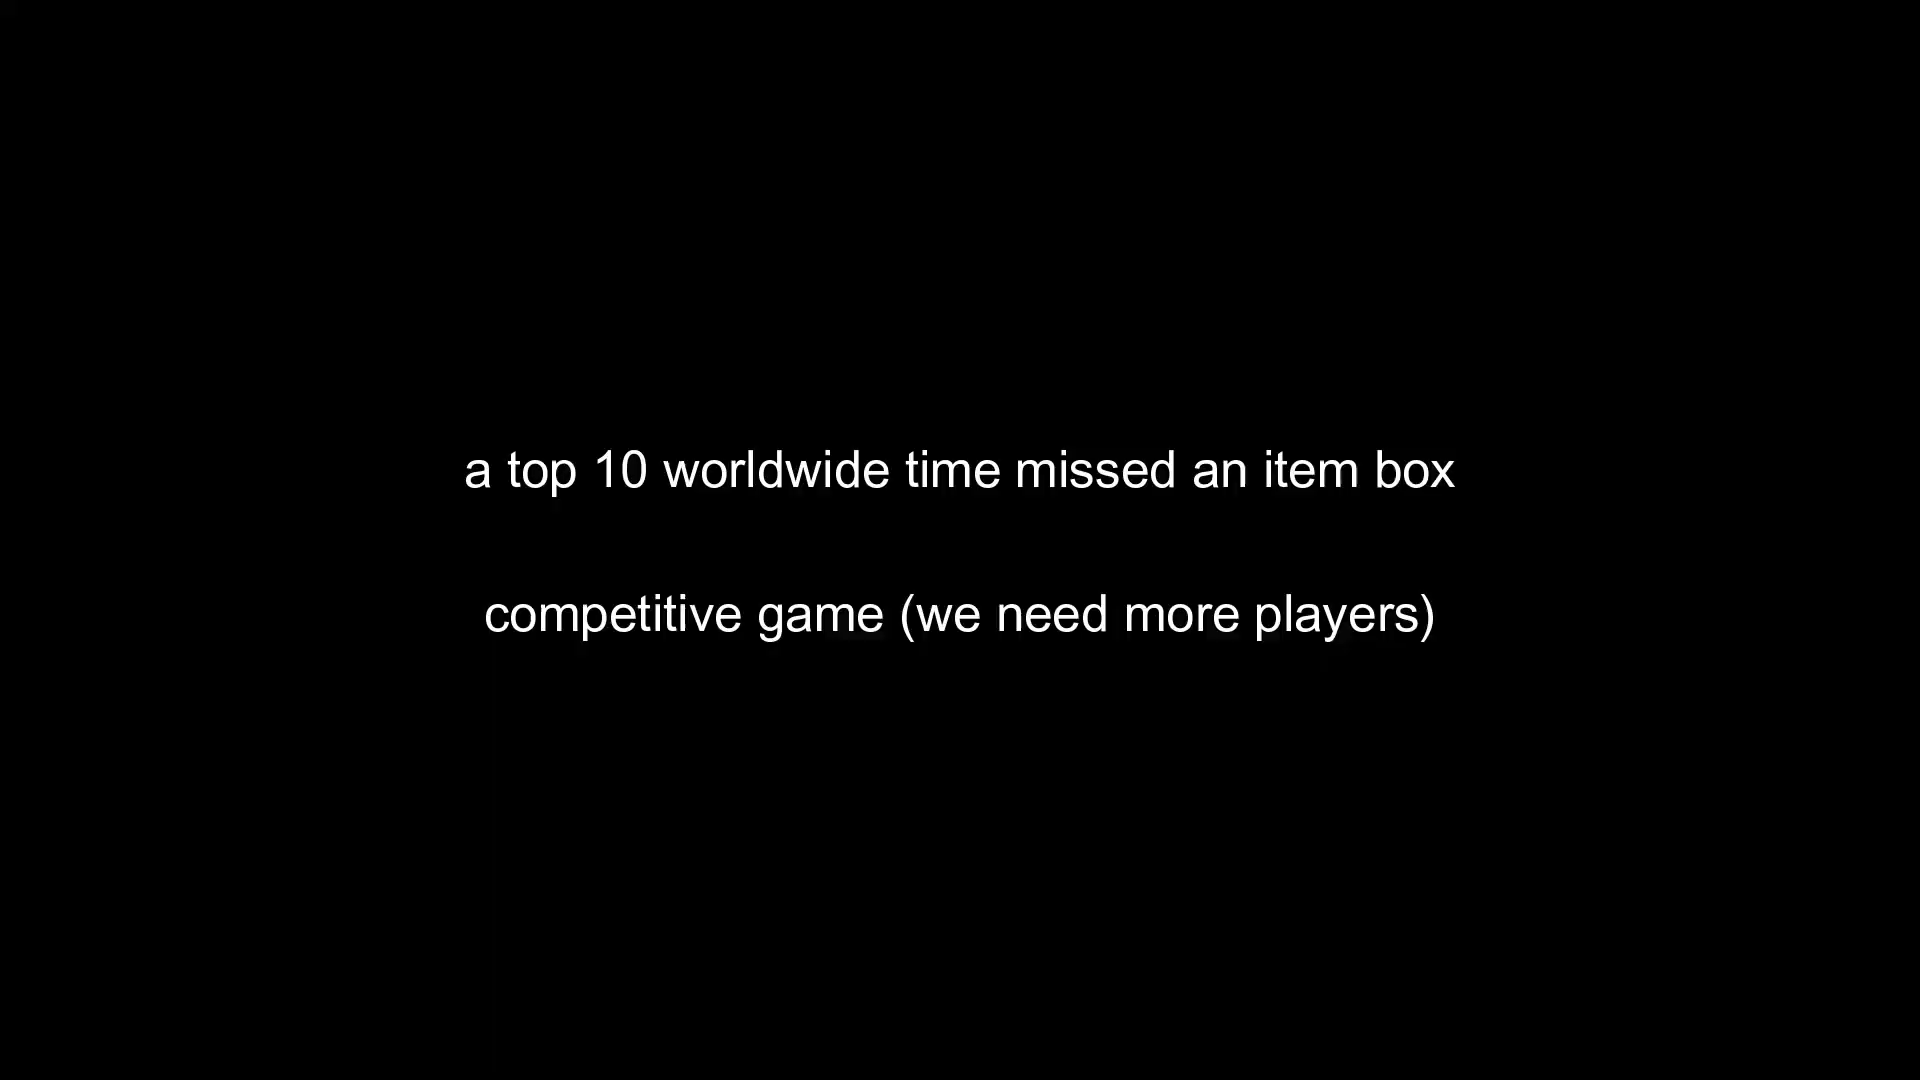 a top 10 worldwide time missed an item box
competitive game (we need more players)